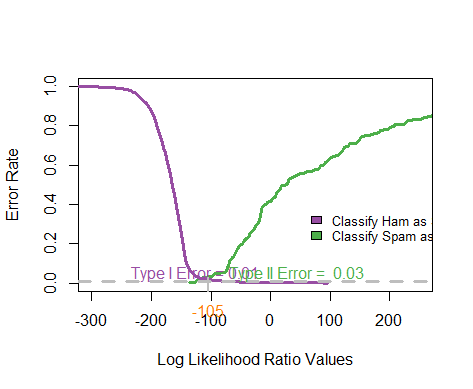 Error Rate
1.0
0.8
0.6
0.4
0.2
0.0
Classify Ham as
Classify Spam as
Type I Error = 0.01
Type II Error = 0.03
-105
-300 -200 -100 0 100 200
Log Likelihood Ratio Values